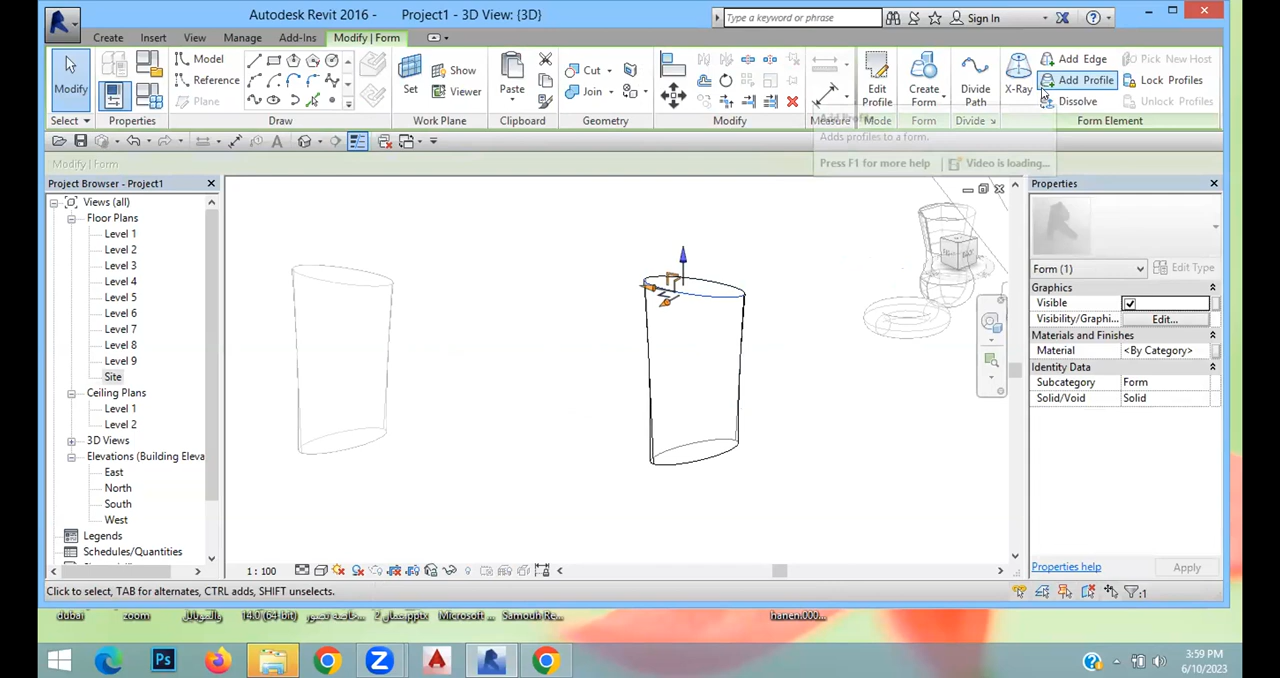 Autodesk Revit 2016 - Project1 - 3D View: {3D}
Type a keyword or phrase
Sign In
Create Insert View Manage Add-Ins Modify | Form
Modify
Select
Properties
Model
Reference
Plane
Draw
Set
Show
Viewer
Work Plane
Paste
Clipboard
Cut
Join
Geometry
Modify
Measure
Edit Profile
Mode
Create Form
Form
Divide Path
Divide
X-Ray
Add Edge
Add Profile
Dissolve
Pick New Host
Lock Profiles
Unlock Profiles
Form Element
Adds profiles to a form.
Press F1 for more help
Video is loading...
Modify | Form
Project Browser - Project1
Views (all)
Floor Plans
Level 1
Level 2
Level 3
Level 4
Level 5
Level 6
Level 7
Level 8
Level 9
Site
Ceiling Plans
Level 1
Level 2
3D Views
Elevations (Building Eleva
East
North
South
West
Legends
Schedules/Quantities
Properties
Form (1)
Edit Type
Graphics
Visible
Visibility/Graphi... Edit...
Materials and Finishes
Material <By Category>
Identity Data
Subcategory Form
Solid/Void Solid
Properties help
Apply
1 : 100
Click to select, TAB for alternates, CTRL adds, SHIFT unselects.
:1
dubai
zoom
Microsoft ...
Samodh Re...
hanen.000...
3:59 PM
6/10/2023